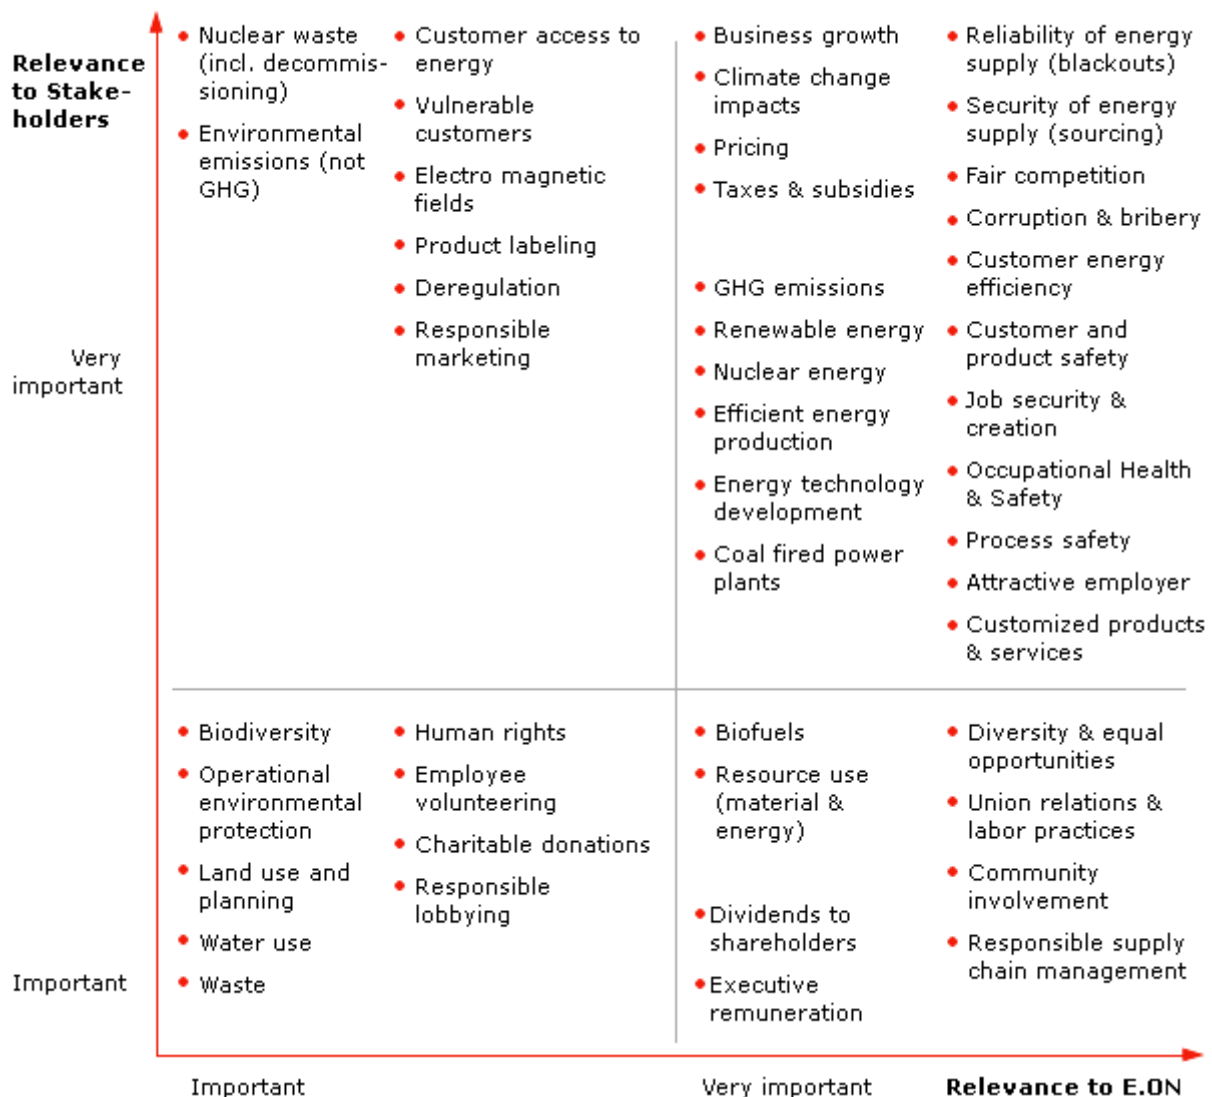 Relevance
to Stake-
holders
Very
important
Important
Nuclear waste
(incl. decommis-
sioning)
Environmental
emissions (not
GHG)
Customer access to
energy
Vulnerable
customers
Electro magnetic
fields
Product labeling
Deregulation
Responsible
marketing
Business growth
Climate change
impacts
Pricing
Taxes & subsidies
GHG emissions
Renewable energy
Nuclear energy
Efficient energy
production
Energy technology
development
Coal fired power
plants
Reliability of energy
supply (blackouts)
Security of energy
supply (sourcing)
Fair competition
Corruption & bribery
Customer energy
efficiency
Customer and
product safety
Job security &
creation
Occupational Health
& Safety
Process safety
Attractive employer
Customized products
& services
Biodiversity
Operational
environmental
protection
Land use and
planning
Water use
Waste
Human rights
Employee
volunteering
Charitable donations
Responsible
lobbying
Biofuels
Resource use
(material &
energy)
Dividends to
shareholders
Executive
remuneration
Diversity & equal
opportunities
Union relations &
labor practices
Community
involvement
Responsible supply
chain management
Important
Very important
Relevance to E.ON